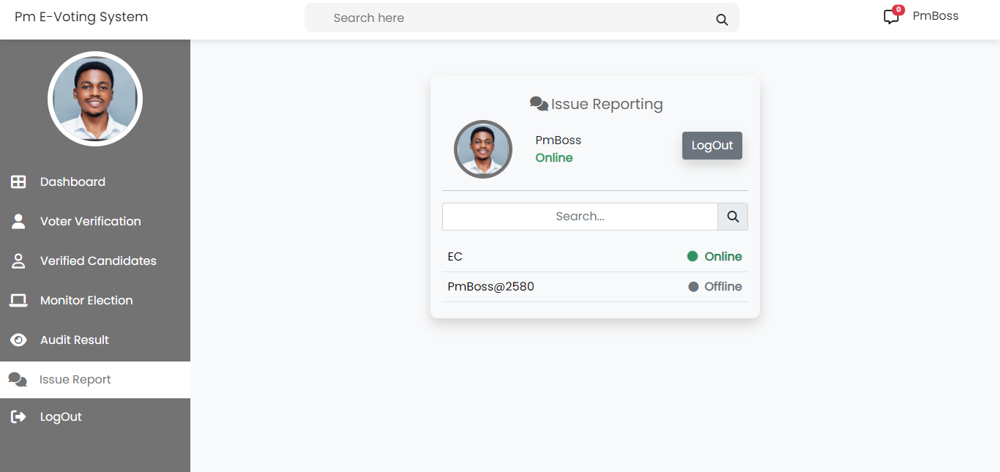 Pm E-Voting System
Search here
0
PmBoss
Dashboard
Voter Verification
Verified Candidates
Monitor Election
Audit Result
Issue Report
LogOut
Issue Reporting
PmBoss
Online
LogOut
Search...
EC Online
PmBoss@2580 Offline